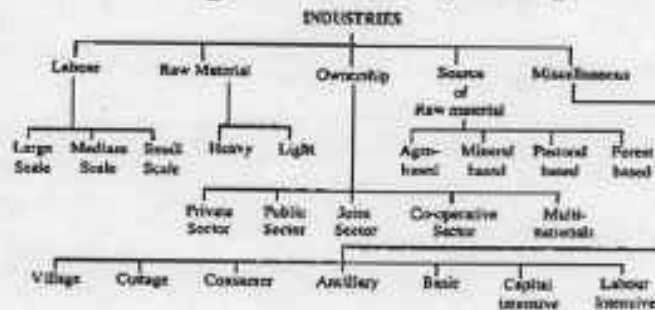 INDUSTRIES
Labour Raw Material Ownership Source of Raw material Miscellaneous
Large Scale Medium Scale Small Scale Heavy Light Agro-based Mineral based Pastoral based Forest based
Private Sector Public Sector Joint Sector Co-operative Sector Multi-nationals
Village Cottage Consumer Ancillary Basic Capital Intensive Labour Intensive